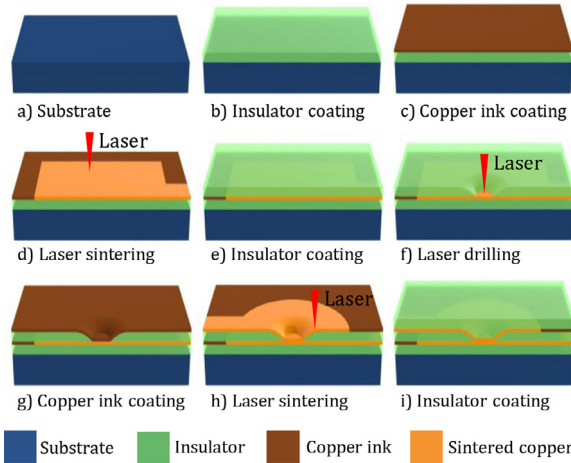 a) Substrate
b) Insulator coating
c) Copper ink coating
Laser
d) Laser sintering
e) Insulator coating
Laser
f) Laser drilling
g) Copper ink coating
Laser
h) Laser sintering
i) Insulator coating
Substrate
Insulator
Copper ink
Sintered copper